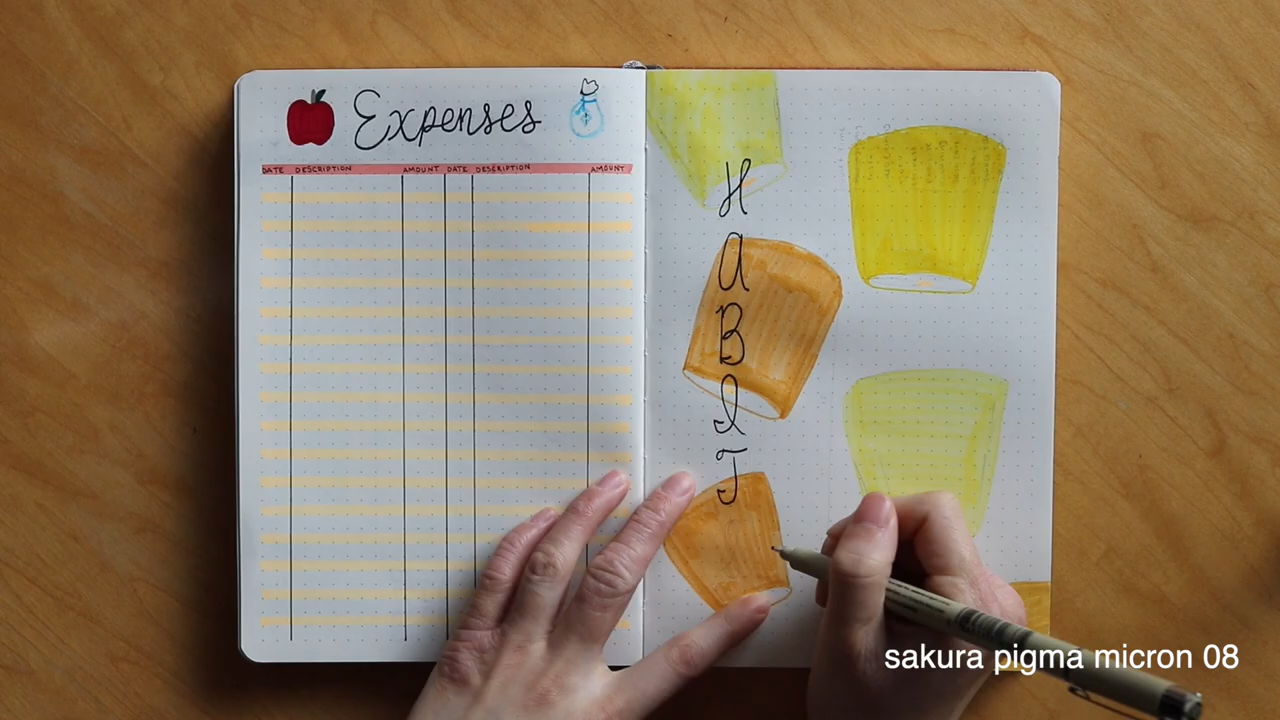 Expenses
DATE DESCRIPTION AMOUNT DATE DESCRIPTION AMOUNT
H
A
B
I
T
sakura pigma micron 08